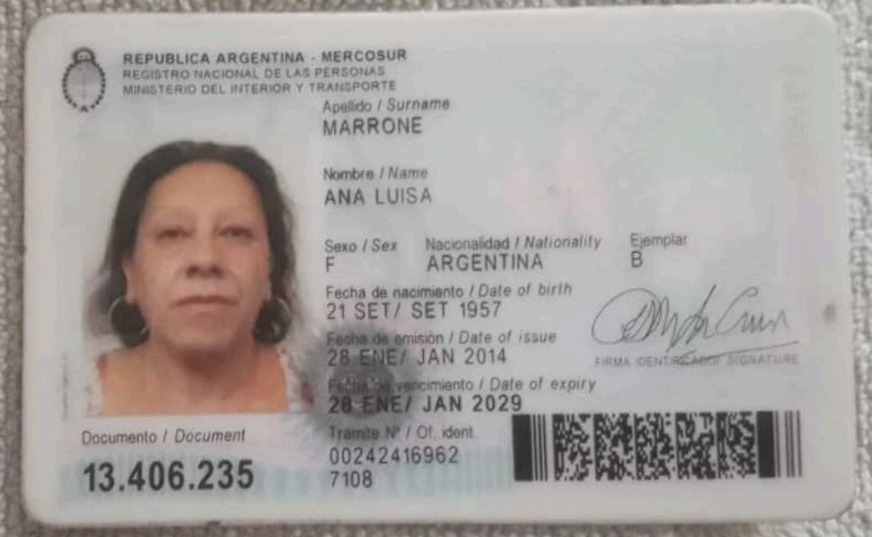 REPUBLICA ARGENTINA - MERCOSUR
REGISTRO NACIONAL DE LAS PERSONAS
MINISTERIO DEL INTERIOR Y TRANSPORTE
Apellido / Surname
MARRONE
Nombre / Name
ANA LUISA
Sexo / Sex Nacionalidad / Nationality Ejemplar
F ARGENTINA B
Fecha de nacimiento / Date of birth
21 SET/ SET 1957
Fecha de emisión / Date of issue
28 ENE/ JAN 2014
FIRMA IDENTIFICADO/ SIGNATURE
Fecha de vencimiento / Date of expiry
28 ENE/ JAN 2029
Documento / Document
13.406.235
Trámite Nº / Of. ident.
00242416962
7108